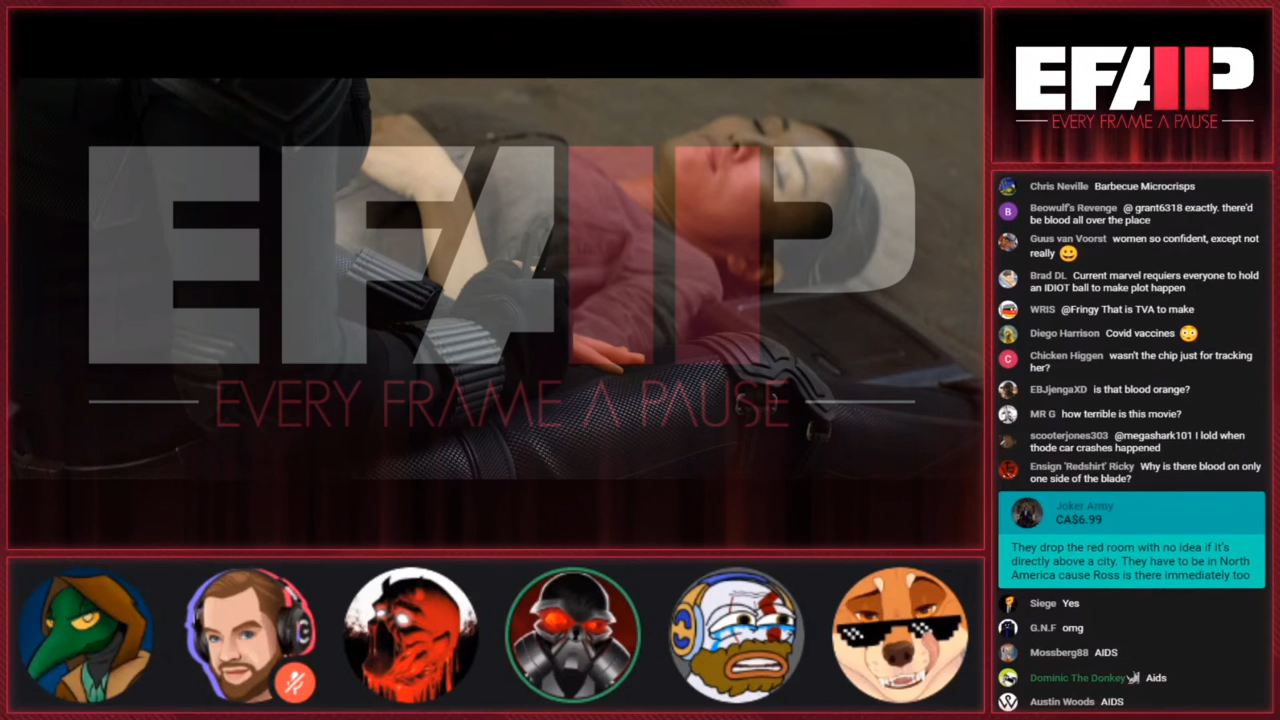 EFAP
EVERY FRAME A PAUSE
EFAP
EVERY FRAME A PAUSE
Chris Neville Barbecue Microcrisps
B Beowulf's Revenge @ grant6318 exactly. there'd
be blood all over the place
Guus van Voorst women so confident, except not
really 😀
Brad DL Current marvel requiers everyone to hold
an IDIOT ball to make plot happen
WRIS @Fringy That is TVA to make
Diego Harrison Covid vaccines 😳
C Chicken Higgen wasn't the chip just for tracking
her?
EBJjengaXD is that blood orange?
MR G how terrible is this movie?
scooterjones303 @megashark101 I lold when
thode car crashes happened
Ensign 'Redshirt' Ricky Why is there blood on only
one side of the blade?
Joker Army
CA$6.99
They drop the red room with no idea if it's
directly above a city. They have to be in North
America cause Ross is there immediately too
Siege Yes
G.N.F omg
Mossberg88 AIDS
Dominic The Donkey Aids
Austin Woods AIDS